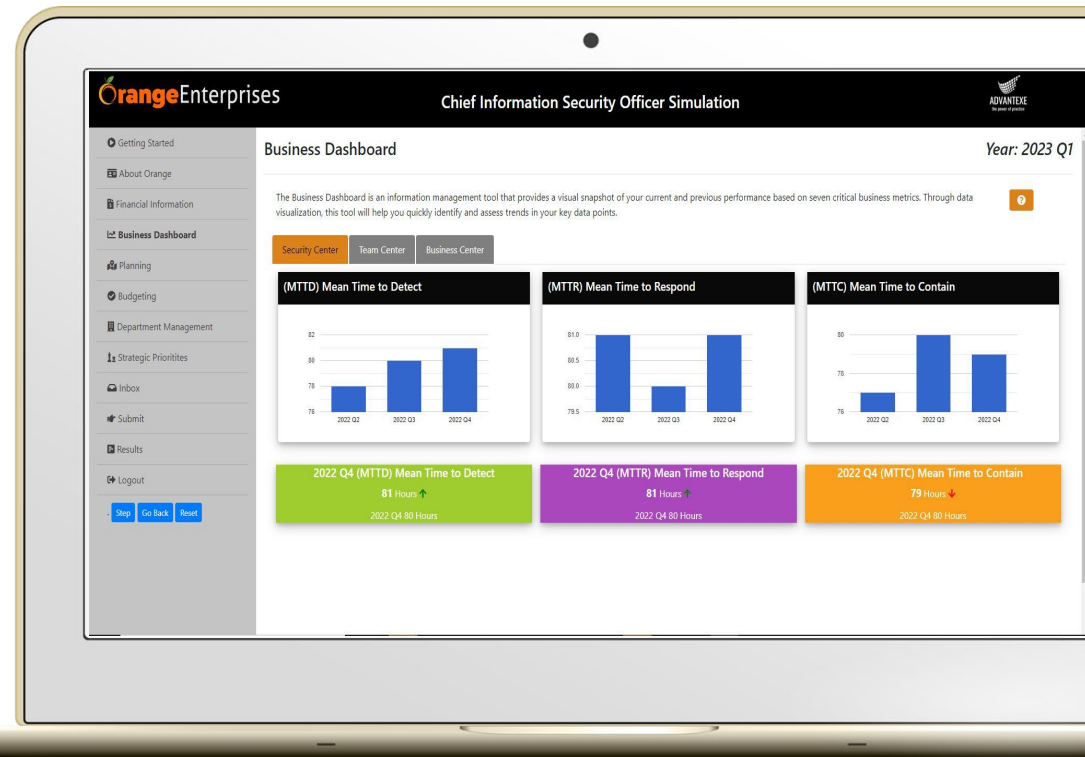 OrangeEnterprises
Chief Information Security Officer Simulation
ADVANTEXE
the power of practice
Getting Started
About Orange
Financial Information
Business Dashboard
Planning
Budgeting
Department Management
Strategic Prioritites
Inbox
Submit
Results
Logout
. Step Go Back Reset
Business Dashboard
Year: 2023 Q1
The Business Dashboard is an information management tool that provides a visual snapshot of your current and previous performance based on seven critical business metrics. Through data
visualization, this tool will help you quickly identify and assess trends in your key data points.
?
Security Center Team Center Business Center
(MTTD) Mean Time to Detect
82
80
78
76
2022 Q2 2022 Q3 2022 Q4
(MTTR) Mean Time to Respond
81.0
80.5
80.0
79.5
2022 Q2 2022 Q3 2022 Q4
(MTTC) Mean Time to Contain
80
78
76
2022 Q2 2022 Q3 2022 Q4
2022 Q4 (MTTD) Mean Time to Detect
81 Hours
2022 Q4 80 Hours
2022 Q4 (MTTR) Mean Time to Respond
81 Hours
2022 Q4 80 Hours
2022 Q4 (MTTC) Mean Time to Contain
79 Hours
2022 Q4 80 Hours